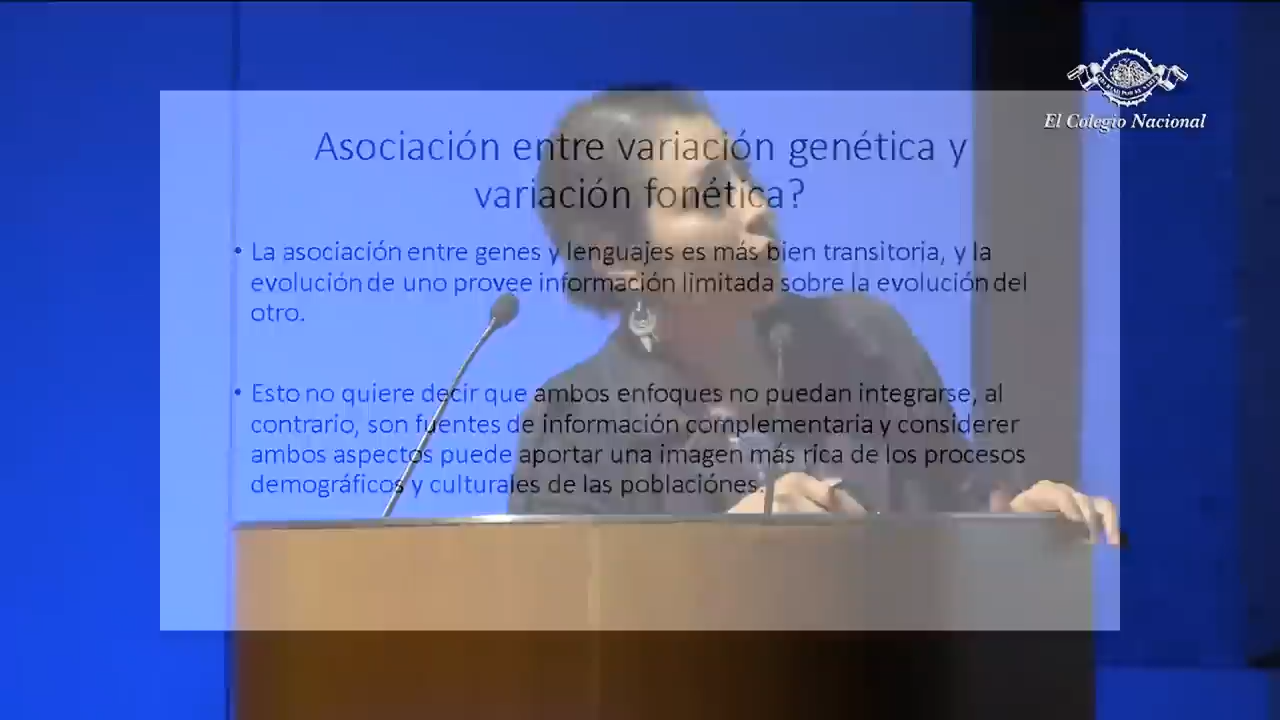 El Colegio Nacional
Asociación entre variación genética y
variación fonética?
• La asociación entre genes y lenguajes es más bien transitoria, y la
evolución de uno provee información limitada sobre la evolución del
otro.
• Esto no quiere decir que ambos enfoques no puedan integrarse, al
contrario, son fuentes de información complementaria y considerer
ambos aspectos puede aportar una imagen más rica de los procesos
demográficos y culturales de las poblaciónes.